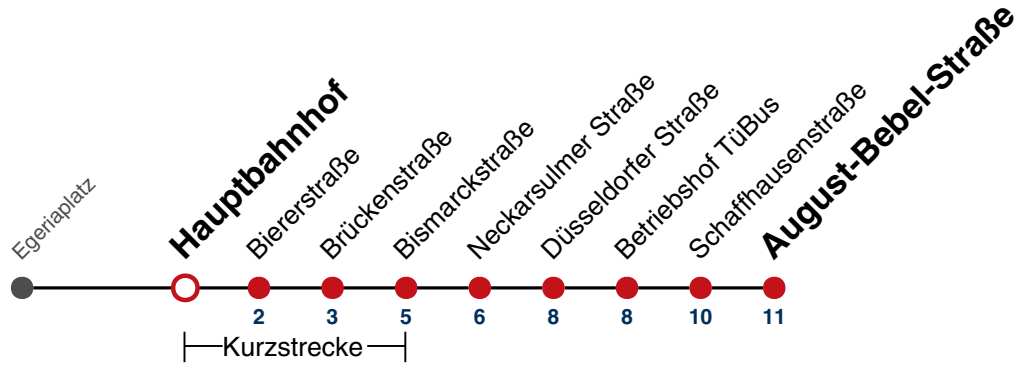 Egeriaplatz
Hauptbahnhof
Biererstraße
Brückenstraße
Bismarckstraße
Neckarsulmer Straße
Düsseldorfer Straße
Betriebshof TüBus
Schaffhausenstraße
August-Bebel-Straße
2 3 5 6 8 8 10 11
Kurzstrecke